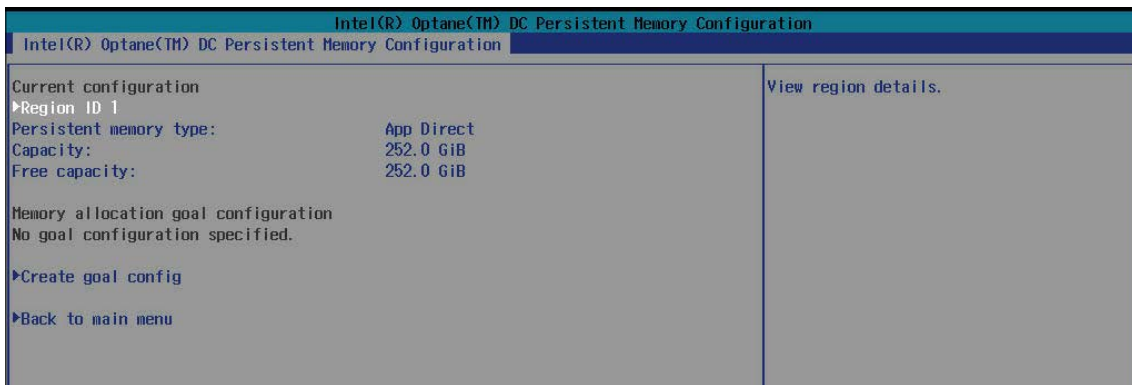 Intel(R) Optane(TM) DC Persistent Memory Configuration
Intel(R) Optane(TM) DC Persistent Memory Configuration
Current configuration
▶Region ID 1
Persistent memory type: App Direct
Capacity: 252.0 GiB
Free capacity: 252.0 GiB
Memory allocation goal configuration
No goal configuration specified.
▶Create goal config
▶Back to main menu
View region details.